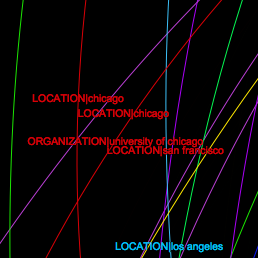 LOCATION|chicago
LOCATION|chicago
ORGANIZATION|university of chicago
LOCATION|san francisco
LOCATION|los angeles